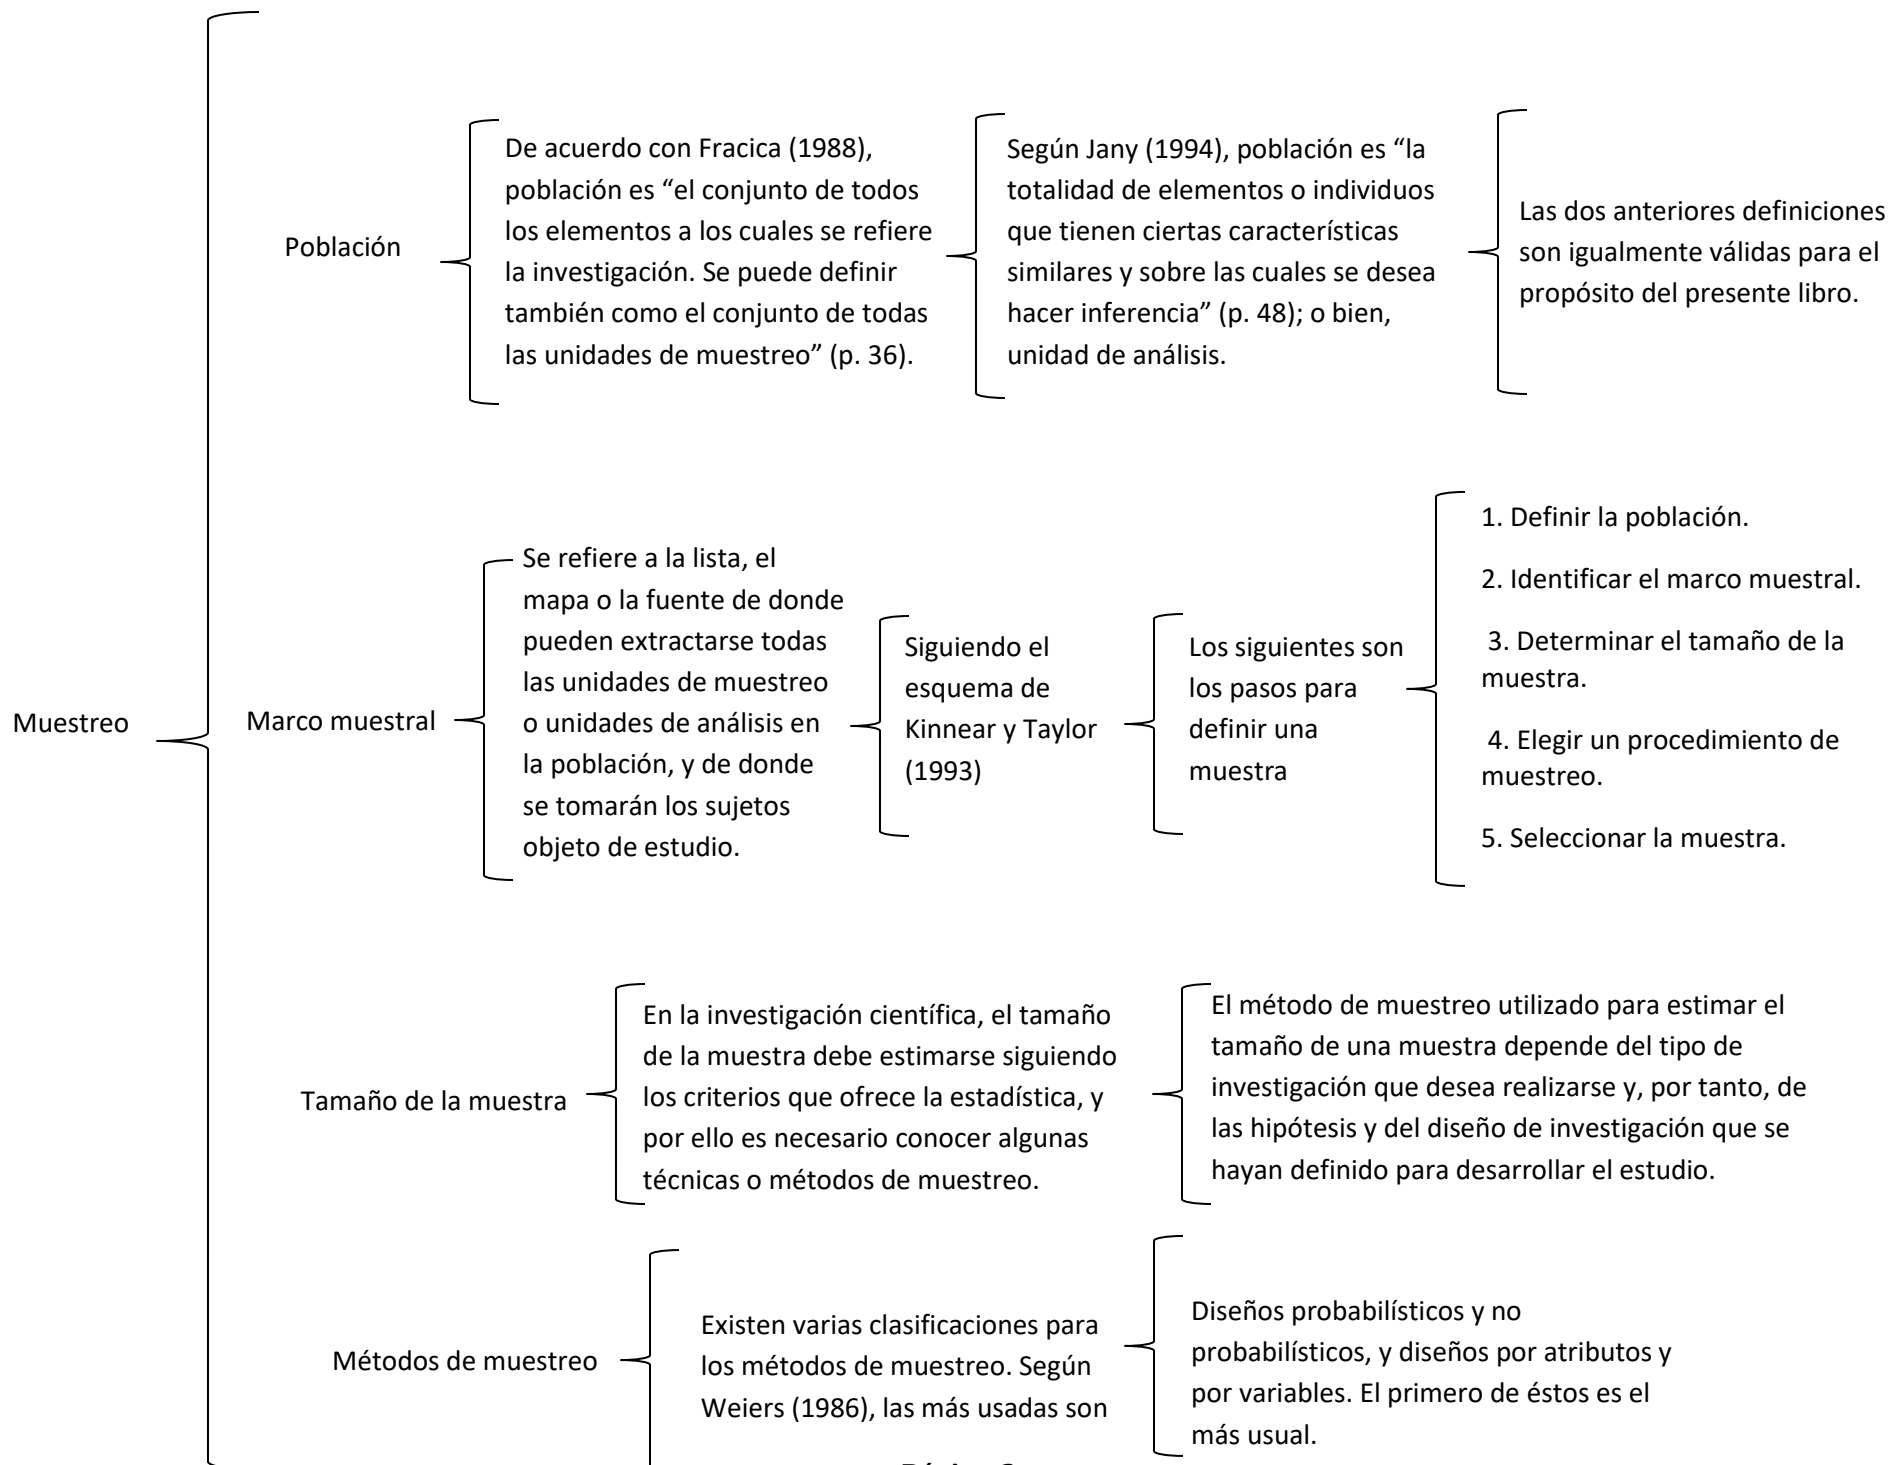 Muestreo
Población
De acuerdo con Fracica (1988),
población es “el conjunto de todos
los elementos a los cuales se refiere
la investigación. Se puede definir
también como el conjunto de todas
las unidades de muestreo” (p. 36).
Según Jany (1994), población es “la
totalidad de elementos o individuos
que tienen ciertas características
similares y sobre las cuales se desea
hacer inferencia” (p. 48); o bien,
unidad de análisis.
Las dos anteriores definiciones
son igualmente válidas para el
propósito del presente libro.
Marco muestral
Se refiere a la lista, el
mapa o la fuente de donde
pueden extractarse todas
las unidades de muestreo
o unidades de análisis en
la población, y de donde
se tomarán los sujetos
objeto de estudio.
Siguiendo el
esquema de
Kinnear y Taylor
(1993)
Los siguientes son
los pasos para
definir una
muestra
1. Definir la población.
2. Identificar el marco muestral.
3. Determinar el tamaño de la
muestra.
4. Elegir un procedimiento de
muestreo.
5. Seleccionar la muestra.
Tamaño de la muestra
En la investigación científica, el tamaño
de la muestra debe estimarse siguiendo
los criterios que ofrece la estadística, y
por ello es necesario conocer algunas
técnicas o métodos de muestreo.
El método de muestreo utilizado para estimar el
tamaño de una muestra depende del tipo de
investigación que desea realizarse y, por tanto, de
las hipótesis y del diseño de investigación que se
hayan definido para desarrollar el estudio.
Métodos de muestreo
Existen varias clasificaciones para
los métodos de muestreo. Según
Weiers (1986), las más usadas son
Diseños probabilísticos y no
probabilísticos, y diseños por atributos y
por variables. El primero de éstos es el
más usual.